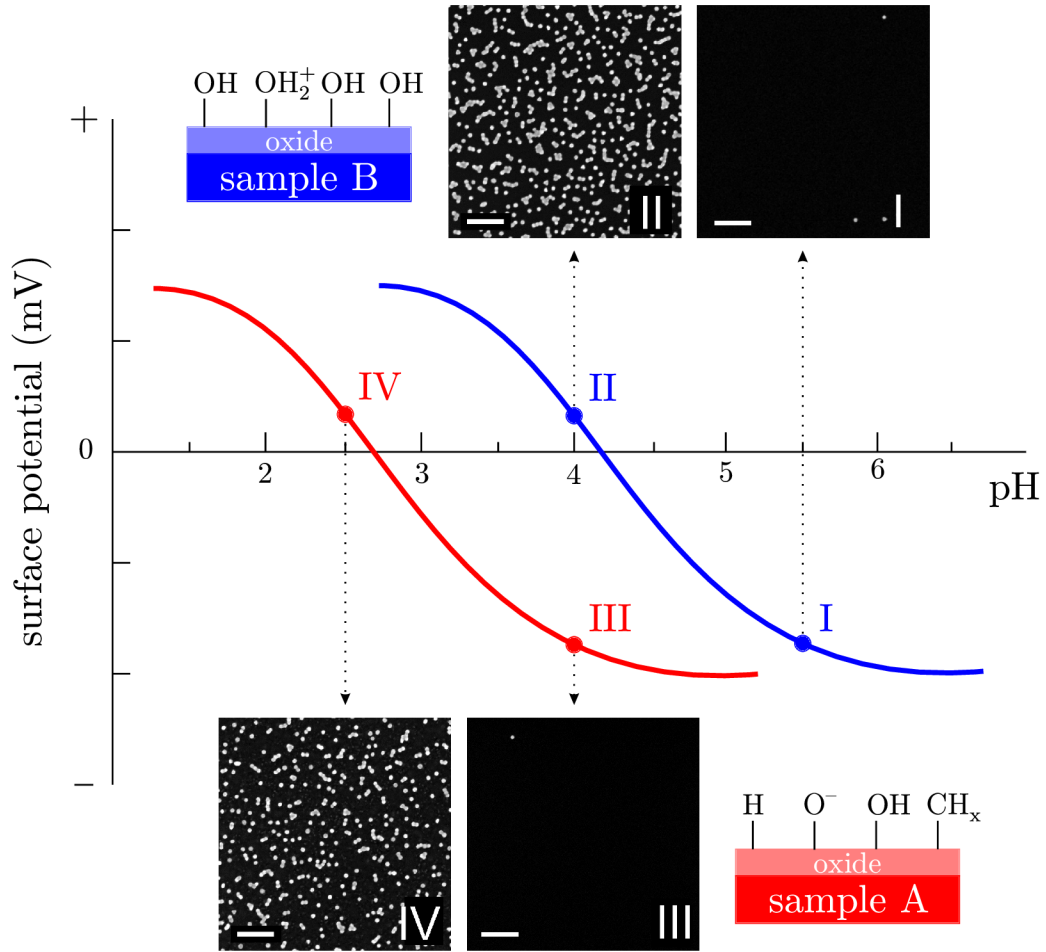 OH OH₂⁺ OH OH
oxide
sample B
II
I
+
surface potential (mV)
0
−
IV
II
2 3 4 5 6
pH
III
I
IV
III
H O⁻ OH CHₓ
oxide
sample A